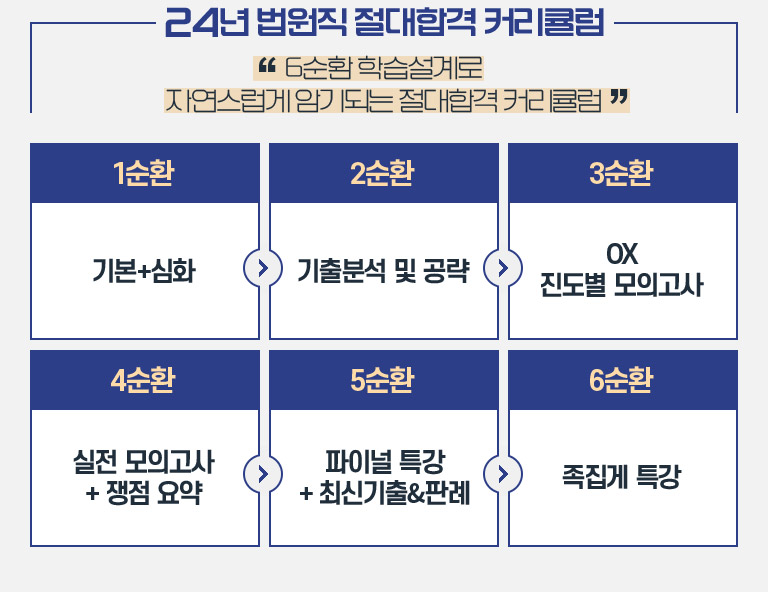 24년 법원직 절대합격 커리큘럼
❝ 6순환 학습설계로
자연스럽게 암기되는 절대합격 커리큘럼 ❞
1순환
2순환
3순환
기본+심화
기출분석 및 공략
OX
진도별 모의고사
4순환
5순환
6순환
실전 모의고사
+ 쟁점 요약
파이널 특강
+ 최신기출&판례
족집게 특강